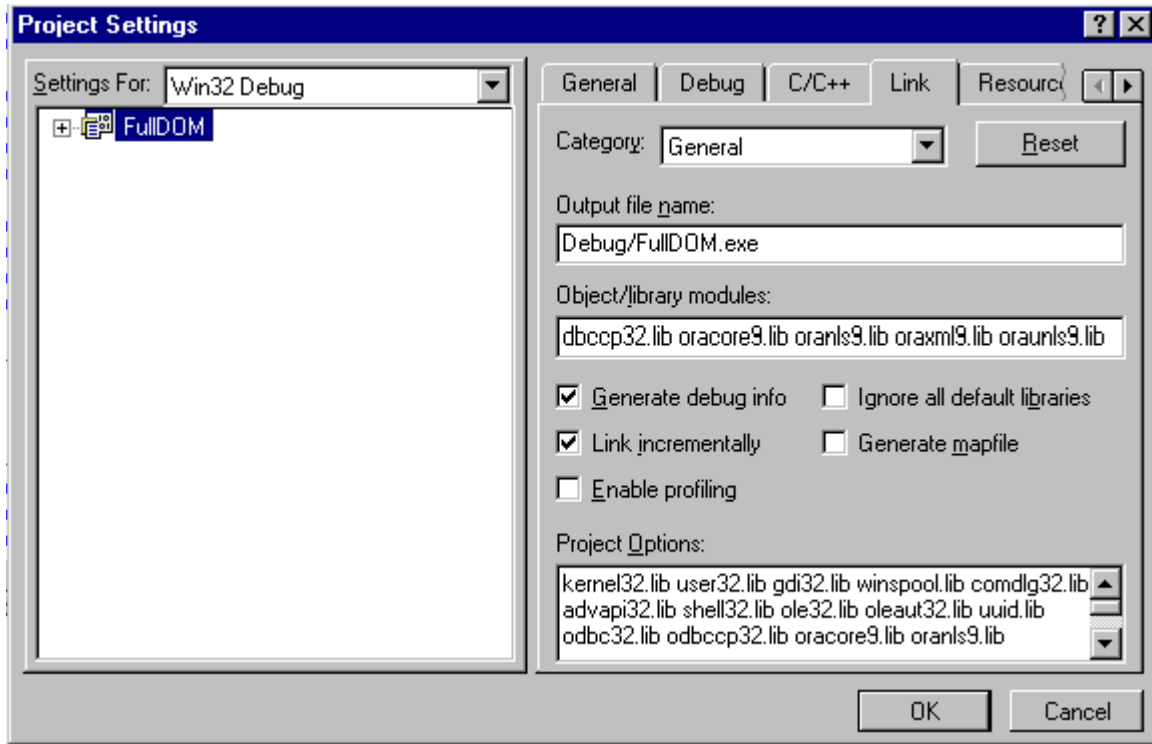 Project Settings
Settings For: Win32 Debug
FullDOM
General Debug C/C++ Link
Category: General Reset
Output file name:
Debug/FullDOM.exe
Object/library modules:
dbccp32.lib oracore9.lib oranls9.lib oraxml9.lib oraunls9.lib
Generate debug info Ignore all default libraries
Link incrementally Generate mapfile
Enable profiling
Project Options:
kernel32.lib user32.lib gdi32.lib winspool.lib comdlg32.lib
advapi32.lib shell32.lib ole32.lib oleaut32.lib uuid.lib
odbc32.lib odbccp32.lib oracore9.lib oranls9.lib
OK Cancel